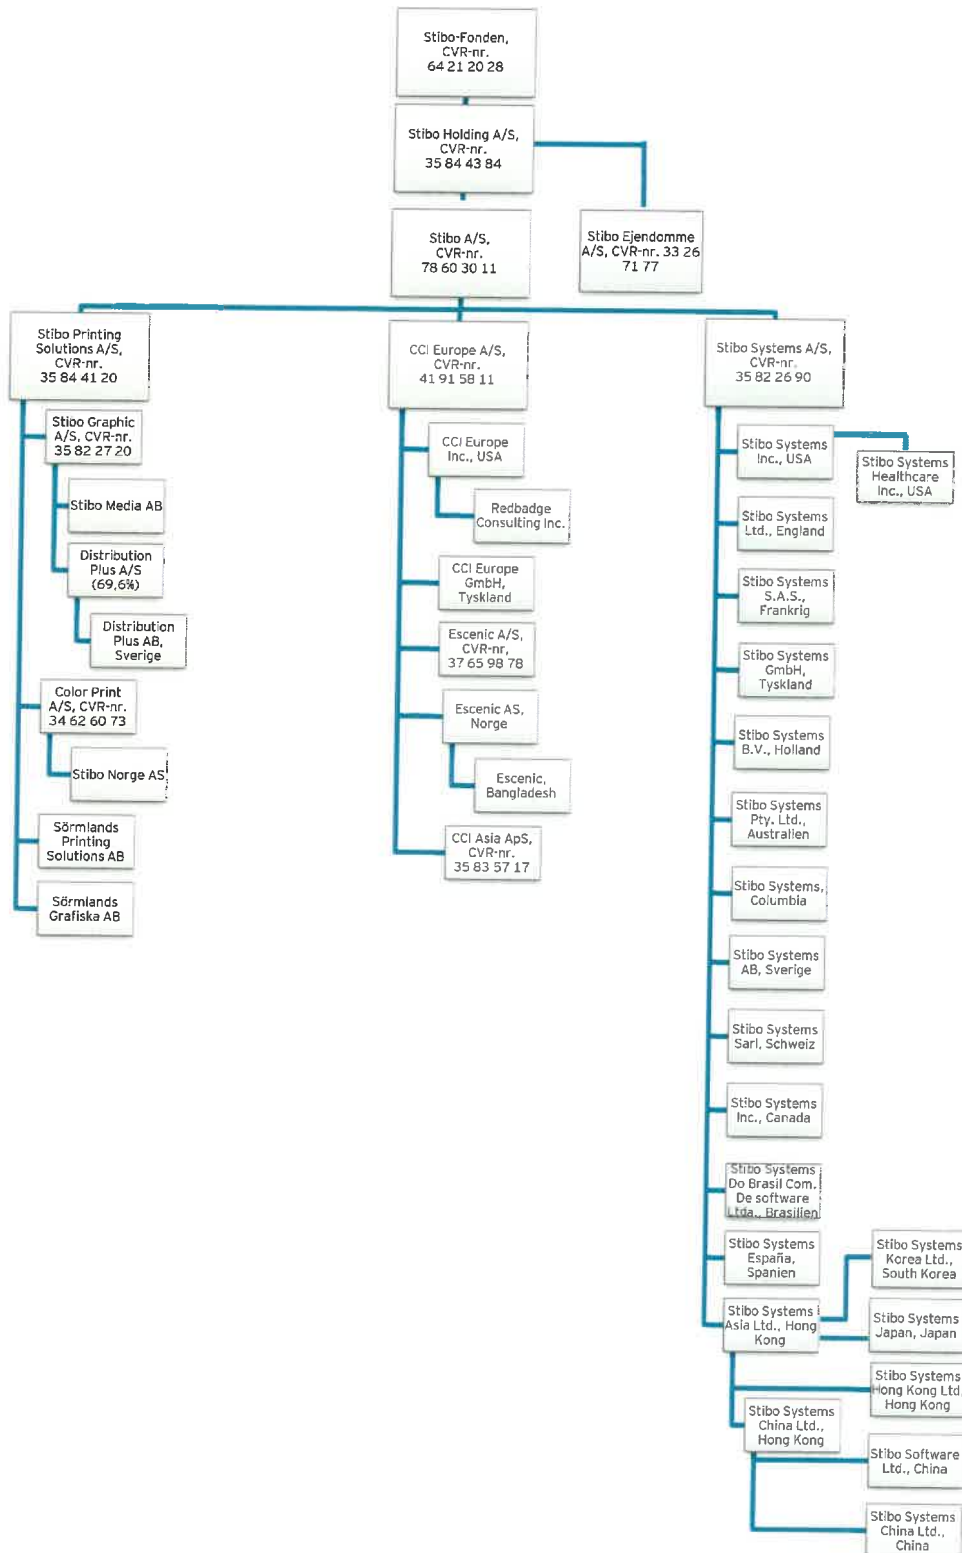 Stibo-Fonden,
CVR-nr.
64 21 20 28
Stibo Holding A/S,
CVR-nr.
35 84 43 84
Stibo A/S,
CVR-nr.
78 60 30 11
Stibo Ejendomme
A/S, CVR-nr. 33 26
71 77
Stibo Printing
Solutions A/S,
CVR-nr.
35 84 41 20
Stibo Graphic
A/S, CVR-nr.
35 82 27 20
Stibo Media AB
Distribution
Plus A/S
(69,6%)
Distribution
Plus AB,
Sverige
Color Print
A/S, CVR-nr.
34 62 60 73
Stibo Norge AS
Sörmlands
Printing
Solutions AB
Sörmlands
Grafiska AB
CCI Europe A/S,
CVR-nr.
41 91 58 11
CCI Europe
Inc., USA
Redbadge
Consulting Inc.
CCI Europe
GmbH,
Tyskland
Escenic A/S,
CVR-nr,
37 65 98 78
Escenic AS,
Norge
Escenic,
Bangladesh
CCI Asia ApS,
CVR-nr.
35 83 57 17
Stibo Systems A/S,
CVR-nr.
35 82 26 90
Stibo Systems
Inc., USA
Stibo Systems
Healthcare
Inc., USA
Stibo Systems
Ltd., England
Stibo Systems
S.A.S.,
Frankrig
Stibo Systems
GmbH,
Tyskland
Stibo Systems
B.V., Holland
Stibo Systems
Pty. Ltd.,
Australien
Stibo Systems,
Columbia
Stibo Systems
AB, Sverige
Stibo Systems
Sarl, Schweiz
Stibo Systems
Inc., Canada
Stibo Systems
Do Brasil Com.
De software
Ltda., Brasilien
Stibo Systems
España,
Spanien
Stibo Systems
Asia Ltd., Hong
Kong
Stibo Systems
Korea Ltd.,
South Korea
Stibo Systems
Japan, Japan
Stibo Systems
Hong Kong Ltd,
Hong Kong
Stibo Systems
China Ltd.,
Hong Kong
Stibo Software
Ltd., China
Stibo Systems
China Ltd.,
China